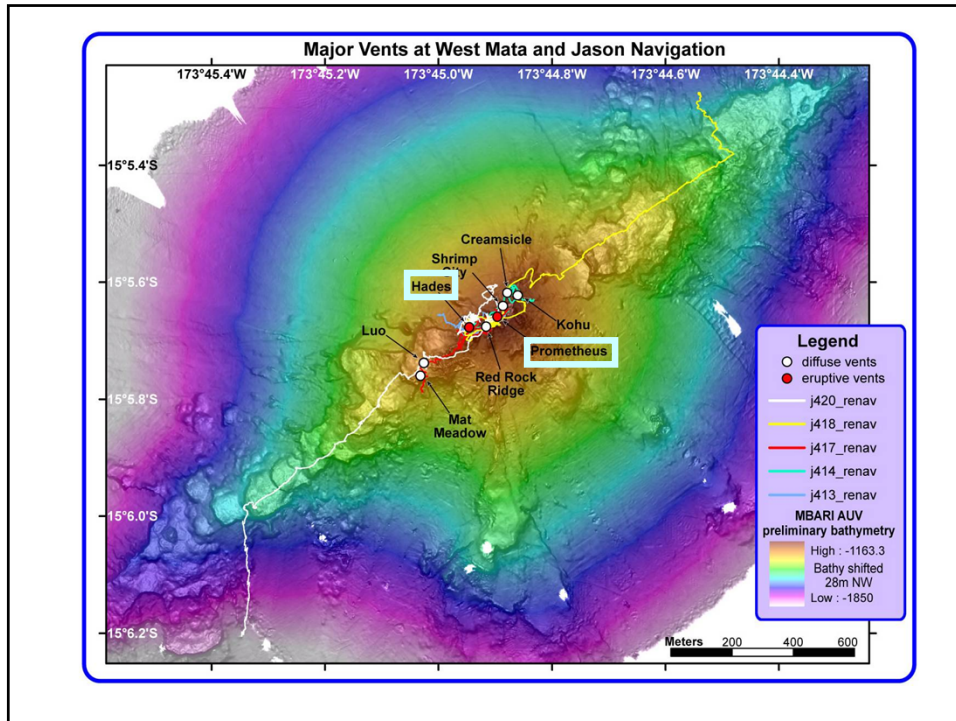 Major Vents at West Mata and Jason Navigation
173°45.4'W 173°45.2'W 173°45.0'W 173°44.8'W 173°44.6'W 173°44.4'W
15°5.4'S
Creamsicle
Shrimp
City
15°5.6'S
Hades
Kohu
Luo
Prometheus
Red Rock
Ridge
15°5.8'S
Mat
Meadow
15°6.0'S
15°6.2'S
Legend
diffuse vents
eruptive vents
j420_renav
j418_renav
j417_renav
j414_renav
j413_renav
MBARI AUV
preliminary bathymetry
High : -1163.3
Bathy shifted
28m NW
Low : -1850
Meters 200 400 600